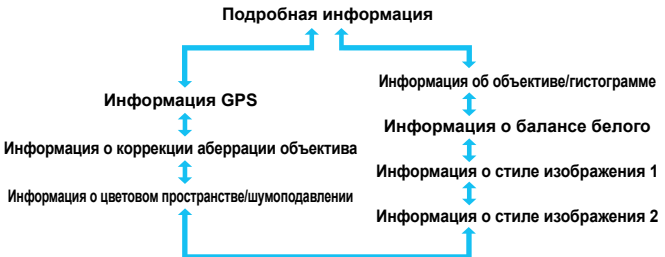 Подробная информация
Информация об объективе/гистограмме
Информация GPS
Информация о балансе белого
Информация о коррекции аберрации объектива
Информация о стиле изображения 1
Информация о цветовом пространстве/шумоподавлении
Информация о стиле изображения 2